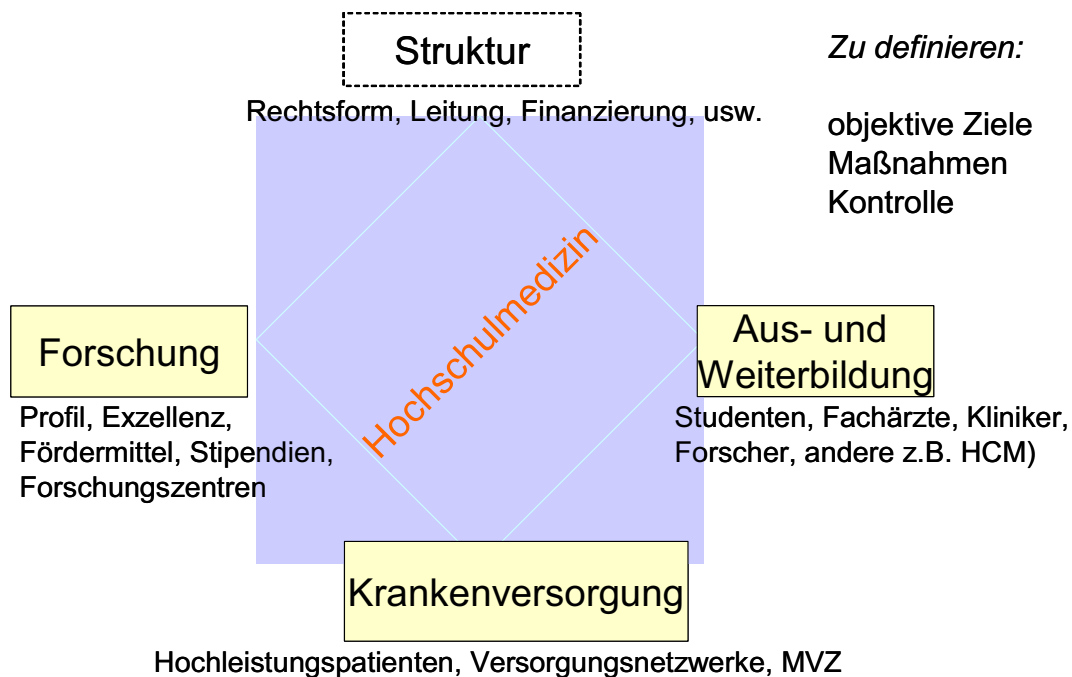 Struktur
Rechtsform, Leitung, Finanzierung, usw.
Zu definieren:
objektive Ziele
Maßnahmen
Kontrolle
Hochschulmedizin
Forschung
Profil, Exzellenz,
Fördermittel, Stipendien,
Forschungszentren
Aus- und
Weiterbildung
Studenten, Fachärzte, Kliniker,
Forscher, andere z.B. HCM)
Krankenversorgung
Hochleistungspatienten, Versorgungsnetzwerke, MVZ